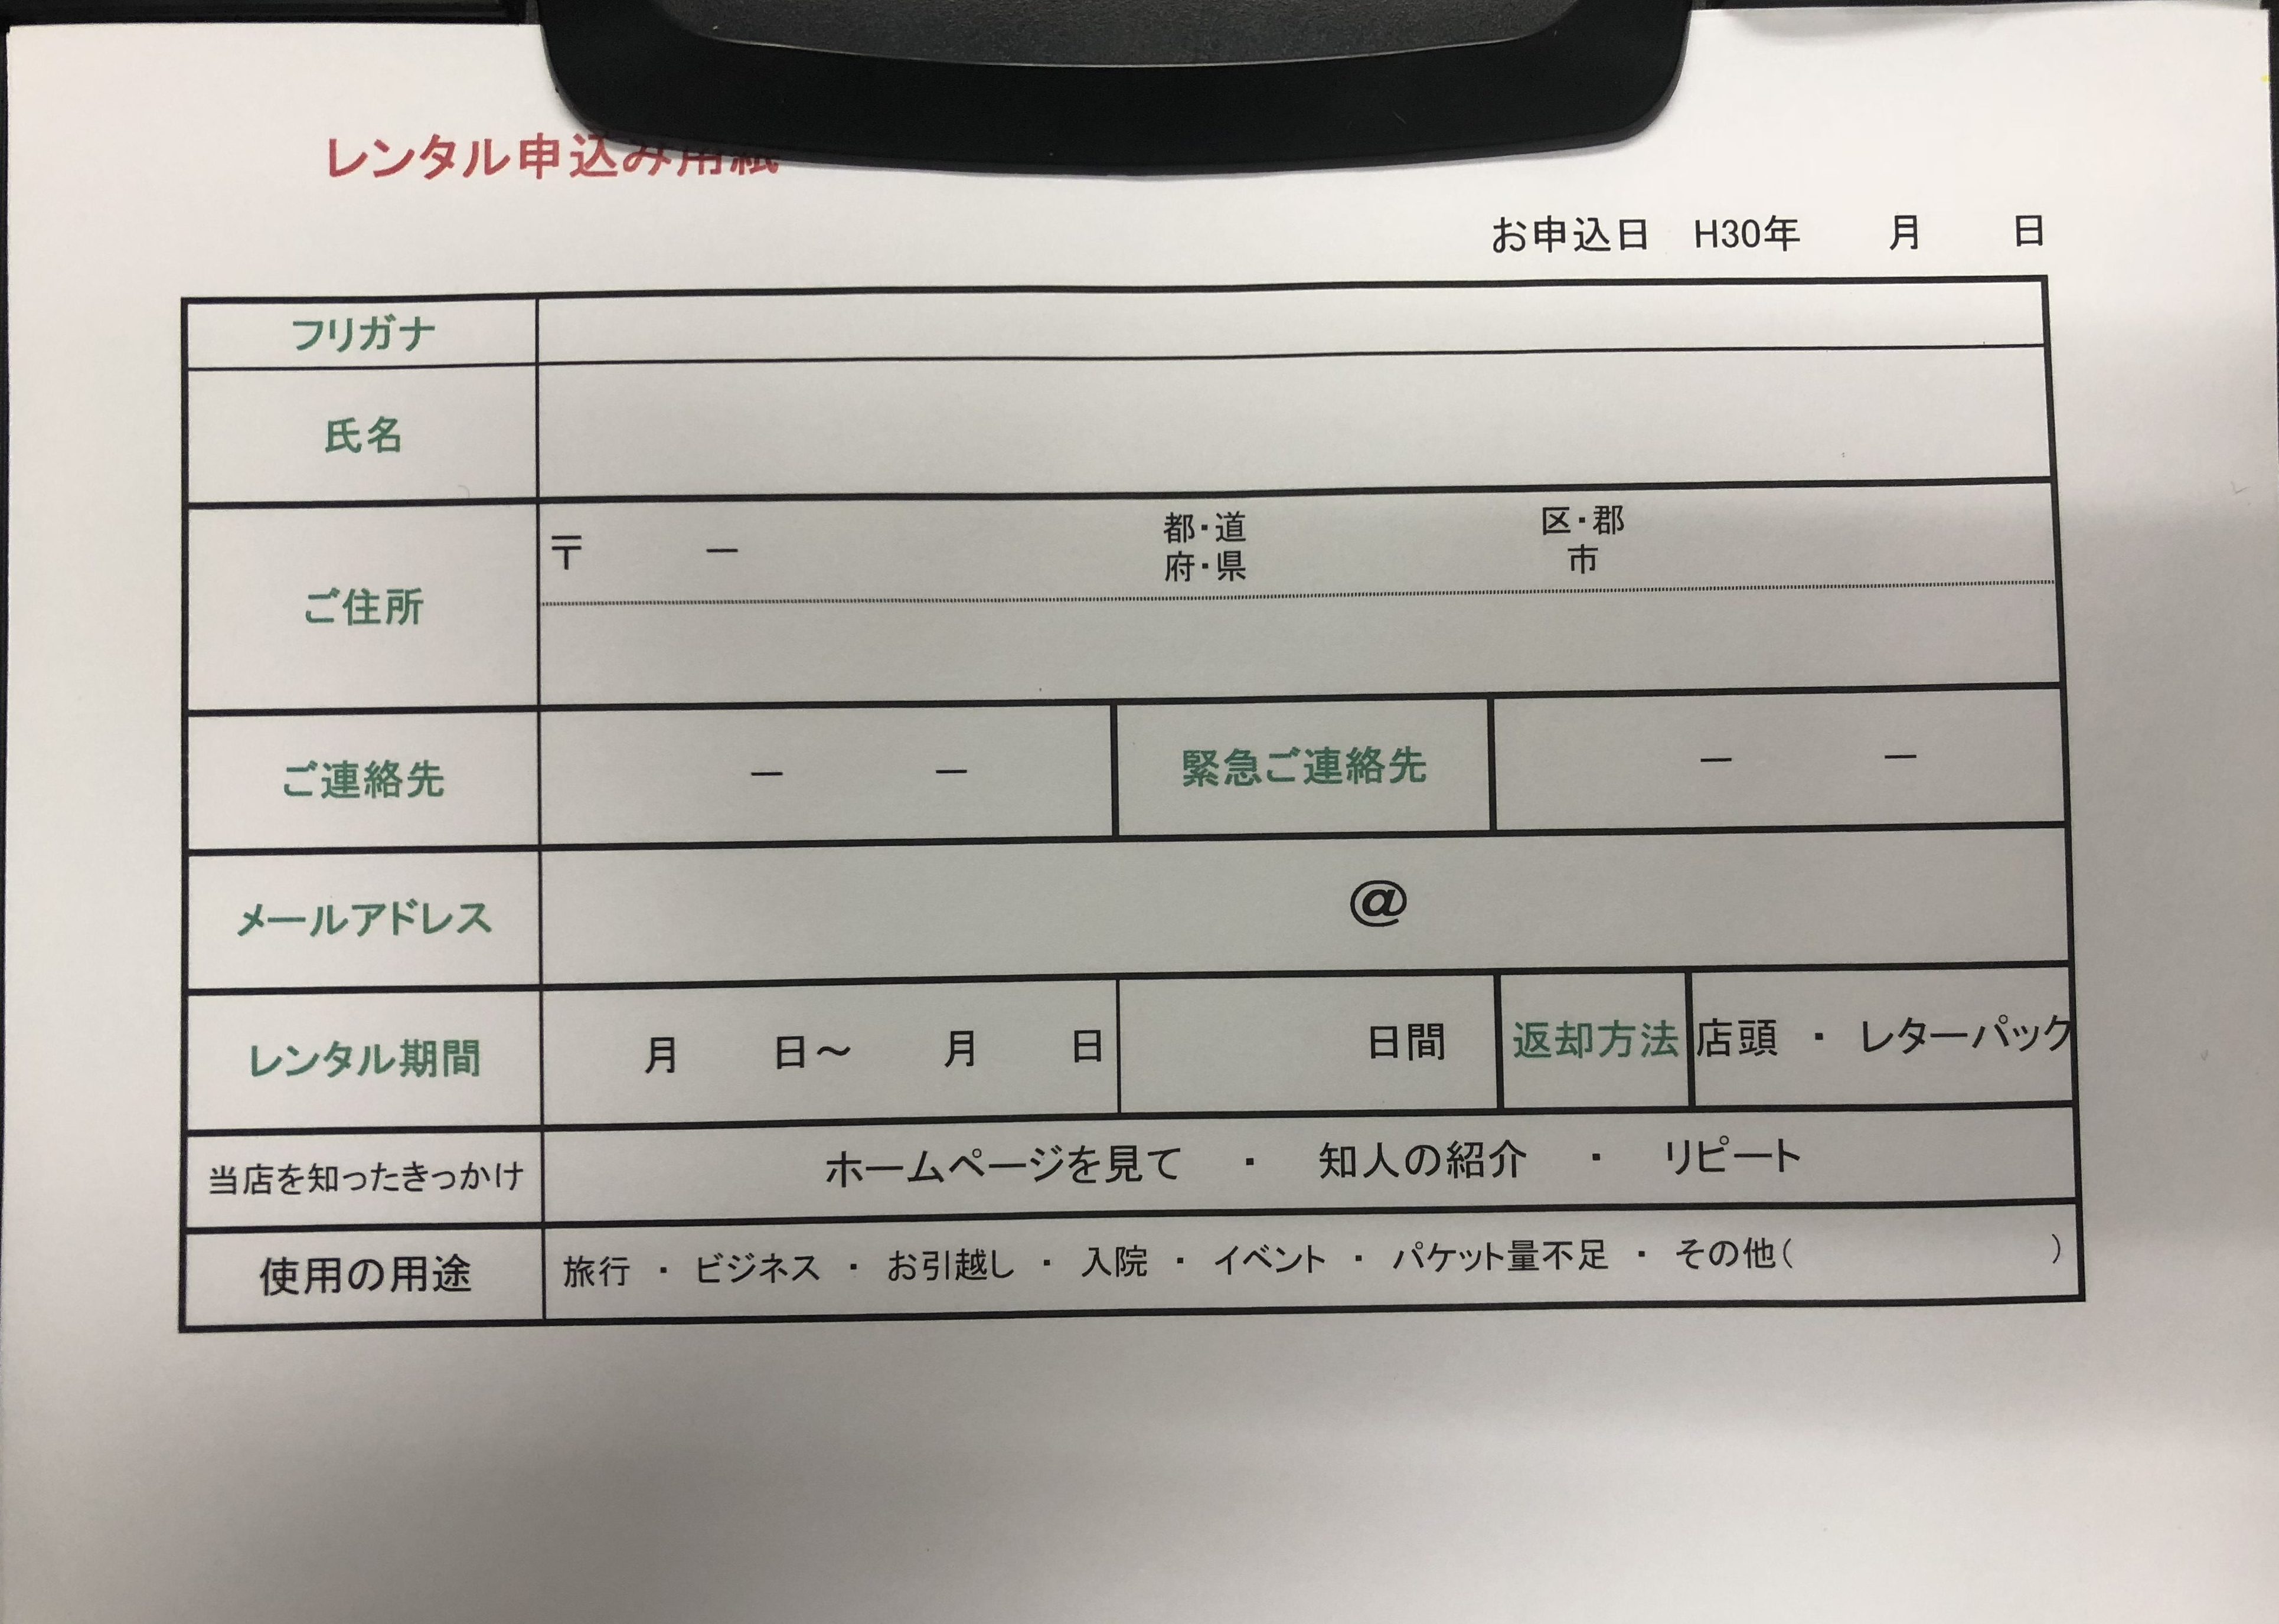 レンタル申込み用紙
お申込日 H30年 月 日
フリガナ
氏名
ご住所 〒 ー 都・道 府・県 区・郡 市
ご連絡先 ー ー 緊急ご連絡先 ー ー
メールアドレス @
レンタル期間 月 日～ 月 日 日間 返却方法 店頭 ・ レターパック
当店を知ったきっかけ ホームページを見て ・ 知人の紹介 ・ リピート
使用の用途 旅行 ・ ビジネス ・ お引越し ・ 入院 ・ イベント ・ パケット量不足 ・ その他( )